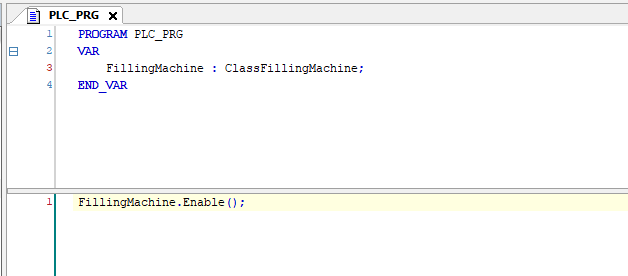 PLC_PRG
1 PROGRAM PLC_PRG
2 VAR
3 FillingMachine : ClassFillingMachine;
4 END_VAR
1 FillingMachine.Enable();